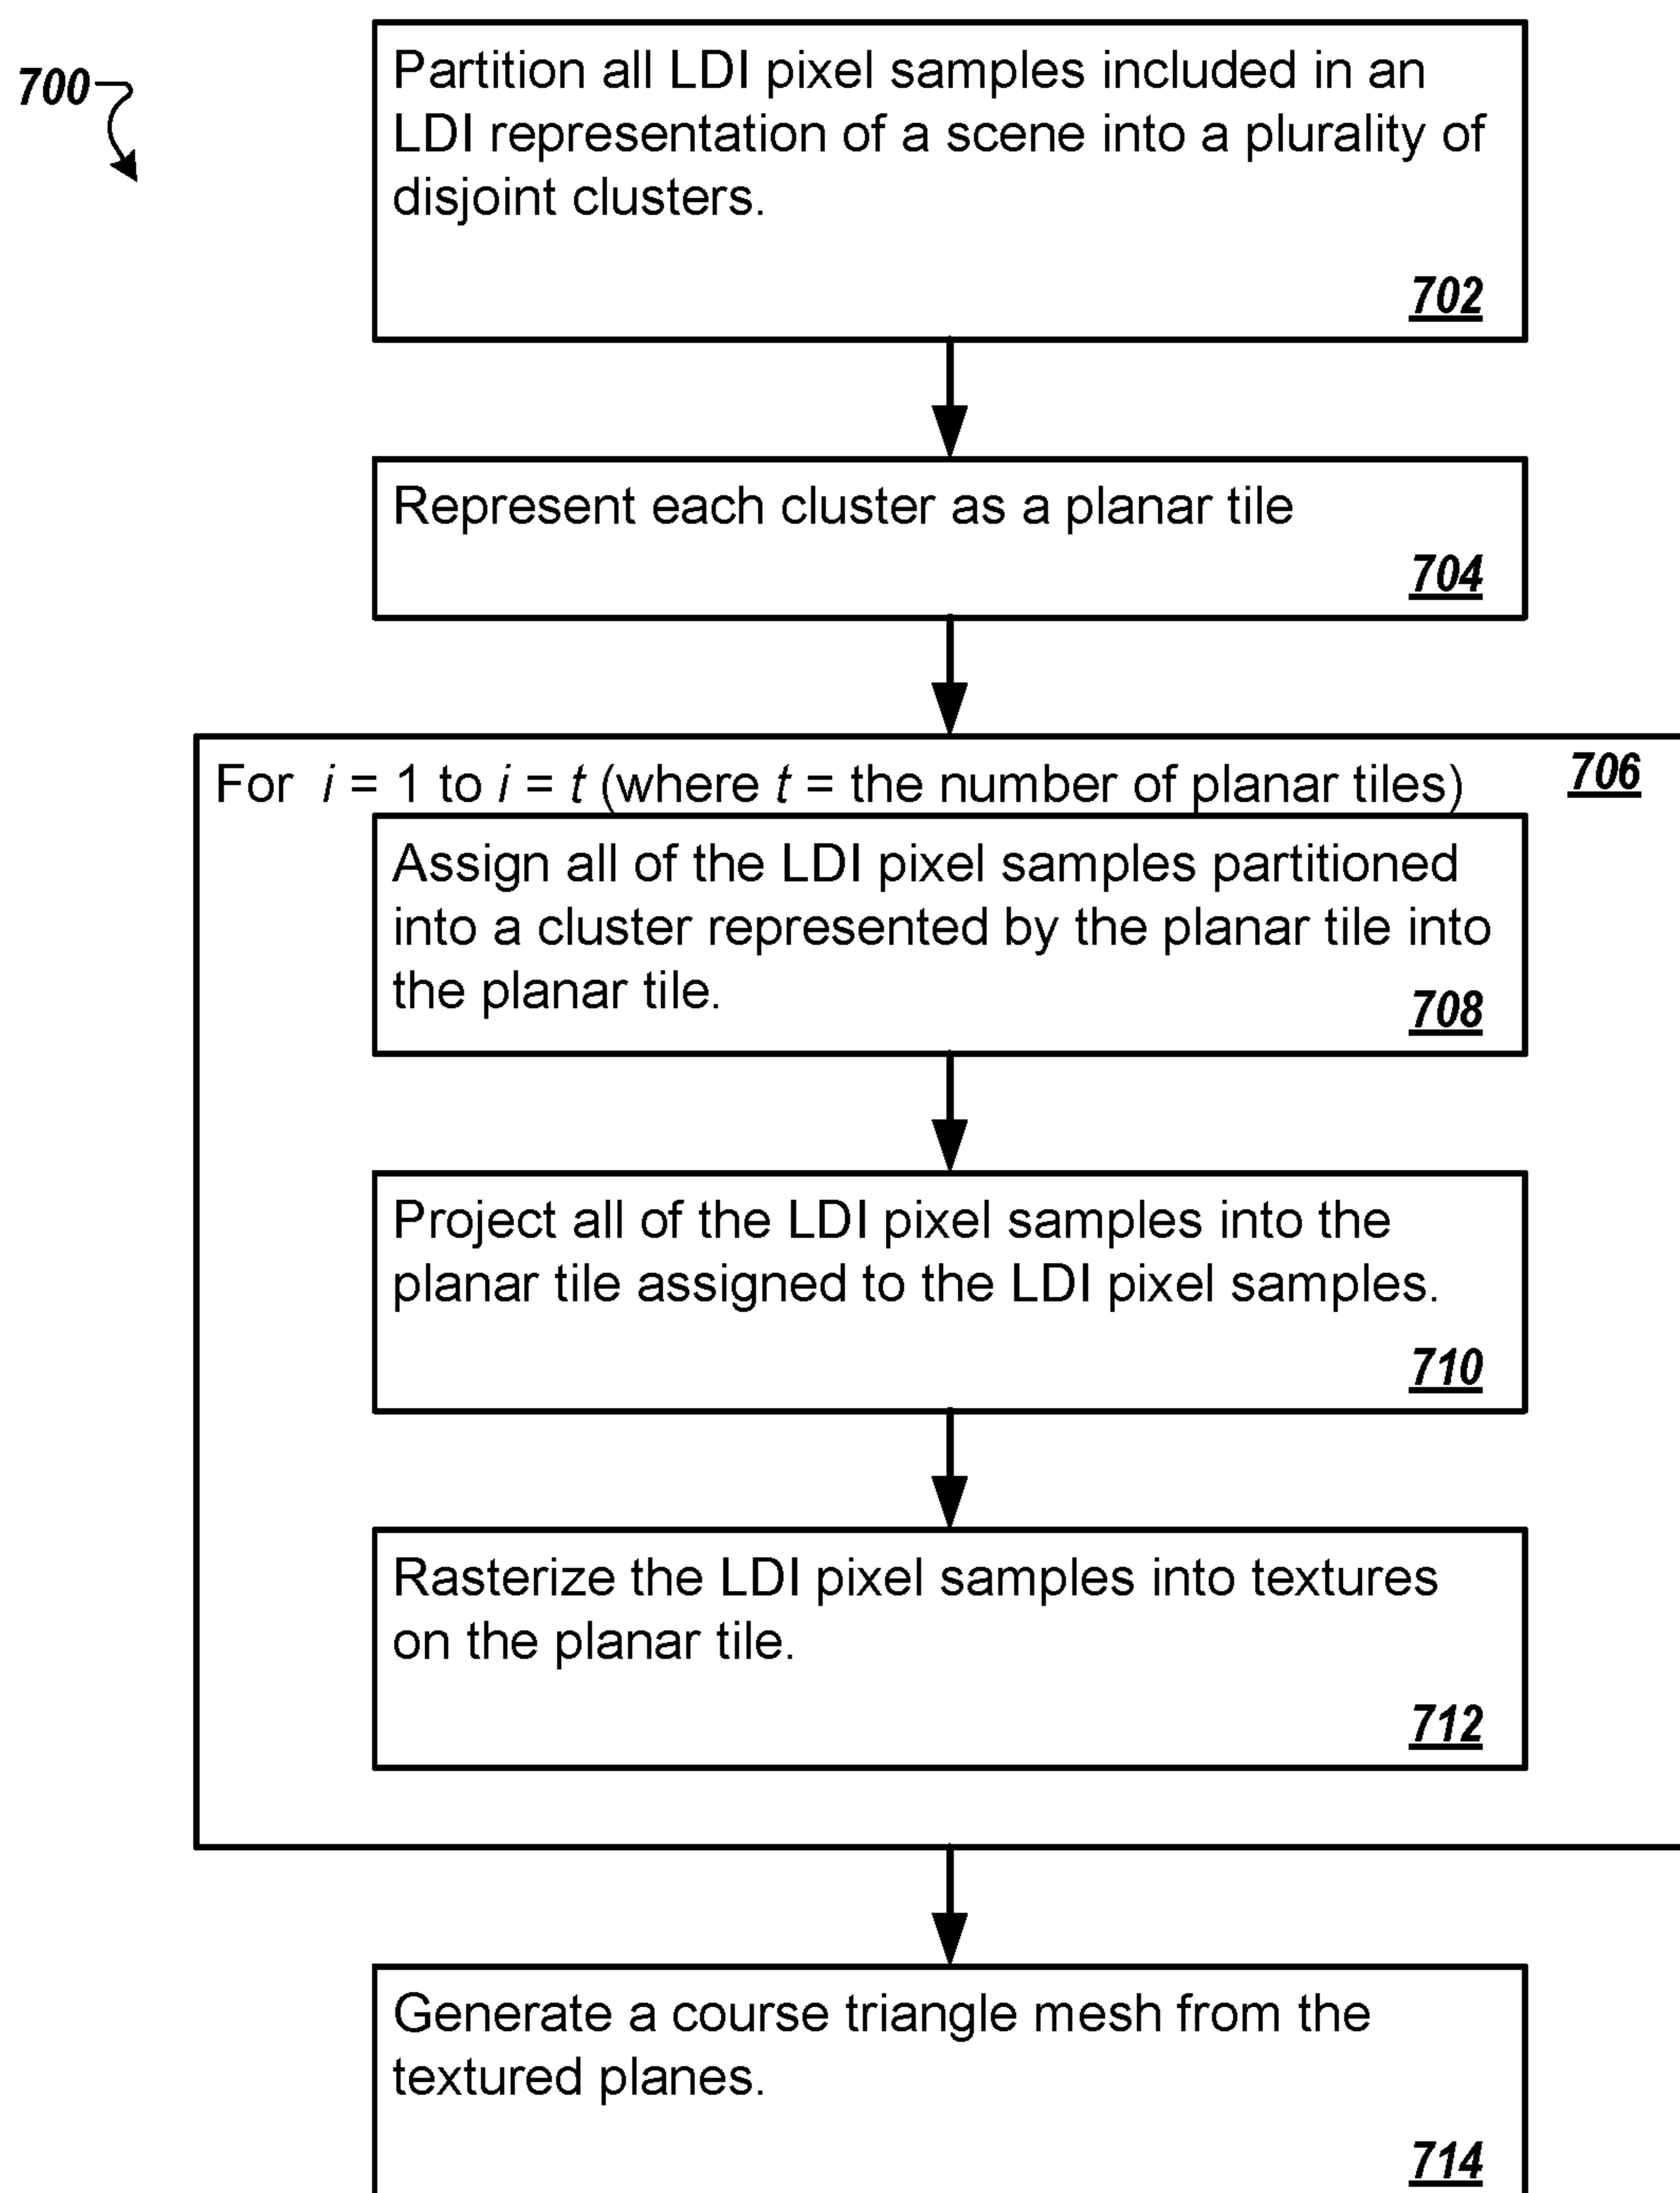 700
Partition all LDI pixel samples included in an
LDI representation of a scene into a plurality of
disjoint clusters.
702
Represent each cluster as a planar tile
704
For i = 1 to i = t (where t = the number of planar tiles)
706
Assign all of the LDI pixel samples partitioned
into a cluster represented by the planar tile into
the planar tile.
708
Project all of the LDI pixel samples into the
planar tile assigned to the LDI pixel samples.
710
Rasterize the LDI pixel samples into textures
on the planar tile.
712
Generate a course triangle mesh from the
textured planes.
714